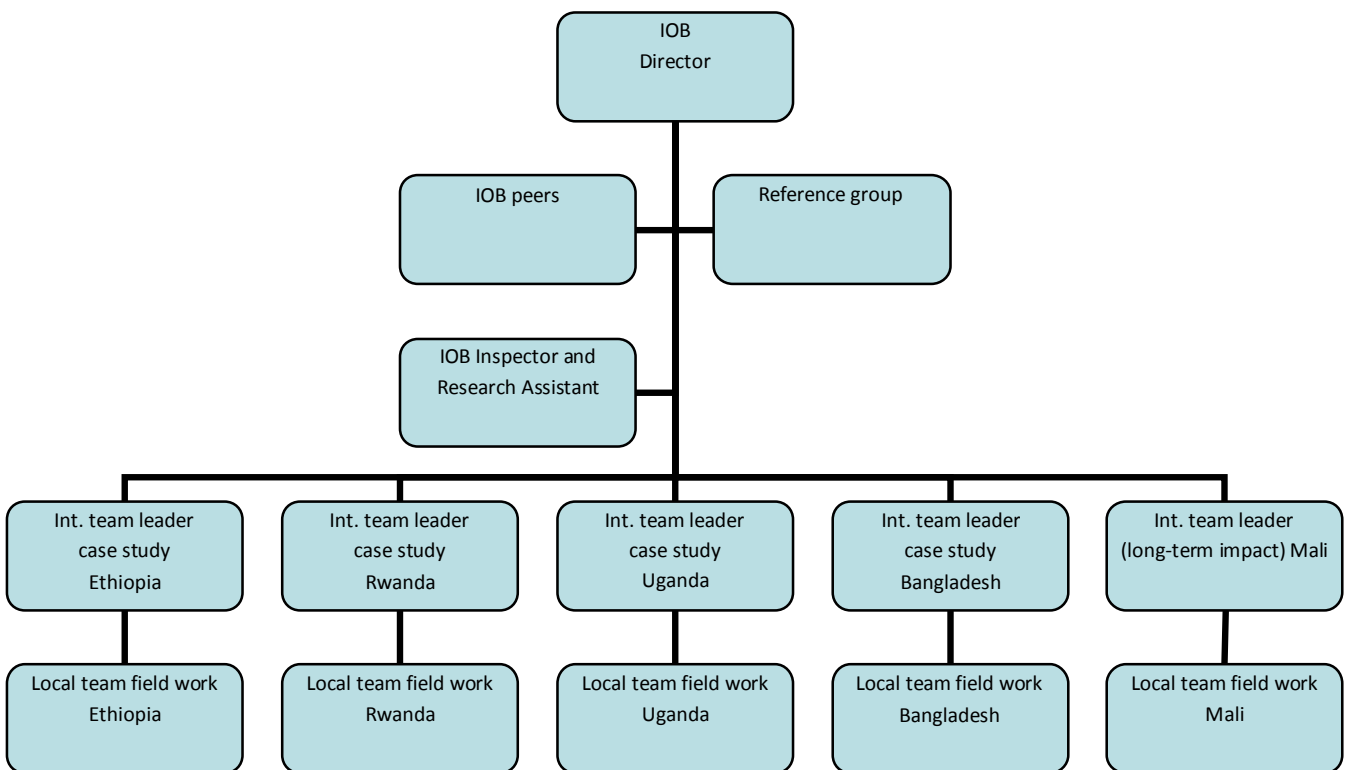 IOB
Director
IOB peers
Reference group
IOB Inspector and
Research Assistant
Int. team leader
case study
Ethiopia
Int. team leader
case study
Rwanda
Int. team leader
case study
Uganda
Int. team leader
case study
Bangladesh
Int. team leader
(long-term impact) Mali
Local team field work
Ethiopia
Local team field work
Rwanda
Local team field work
Uganda
Local team field work
Bangladesh
Local team field work
Mali